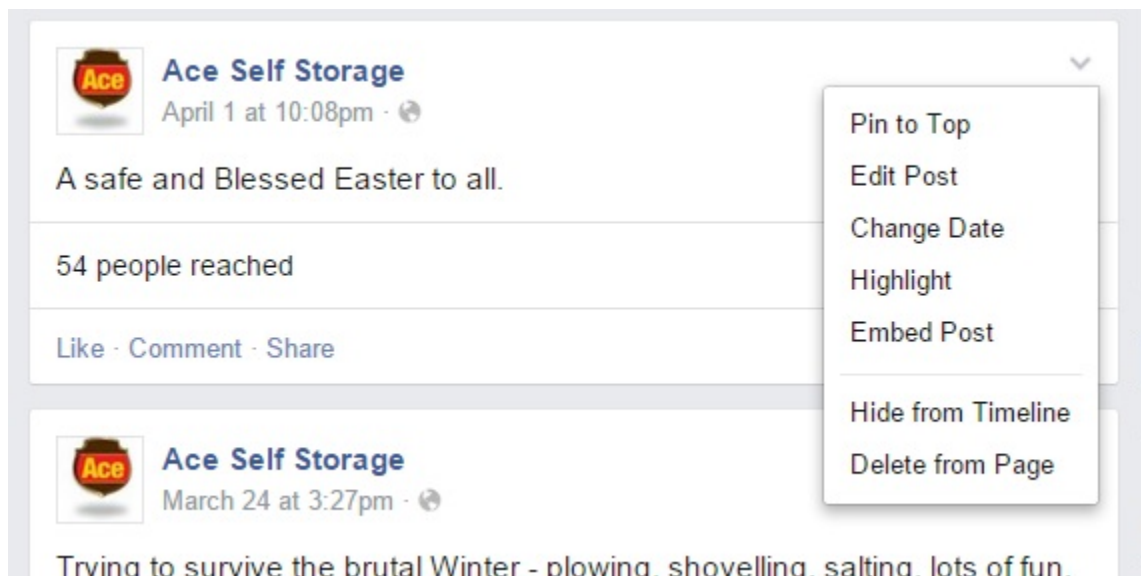 Ace
Ace Self Storage
April 1 at 10:08pm ·
A safe and Blessed Easter to all.
54 people reached
Like · Comment · Share
Pin to Top
Edit Post
Change Date
Highlight
Embed Post
Hide from Timeline
Delete from Page
Ace
Ace Self Storage
March 24 at 3:27pm ·
Trying to survive the brutal Winter - plowing, shovelling, salting, lots of fun.